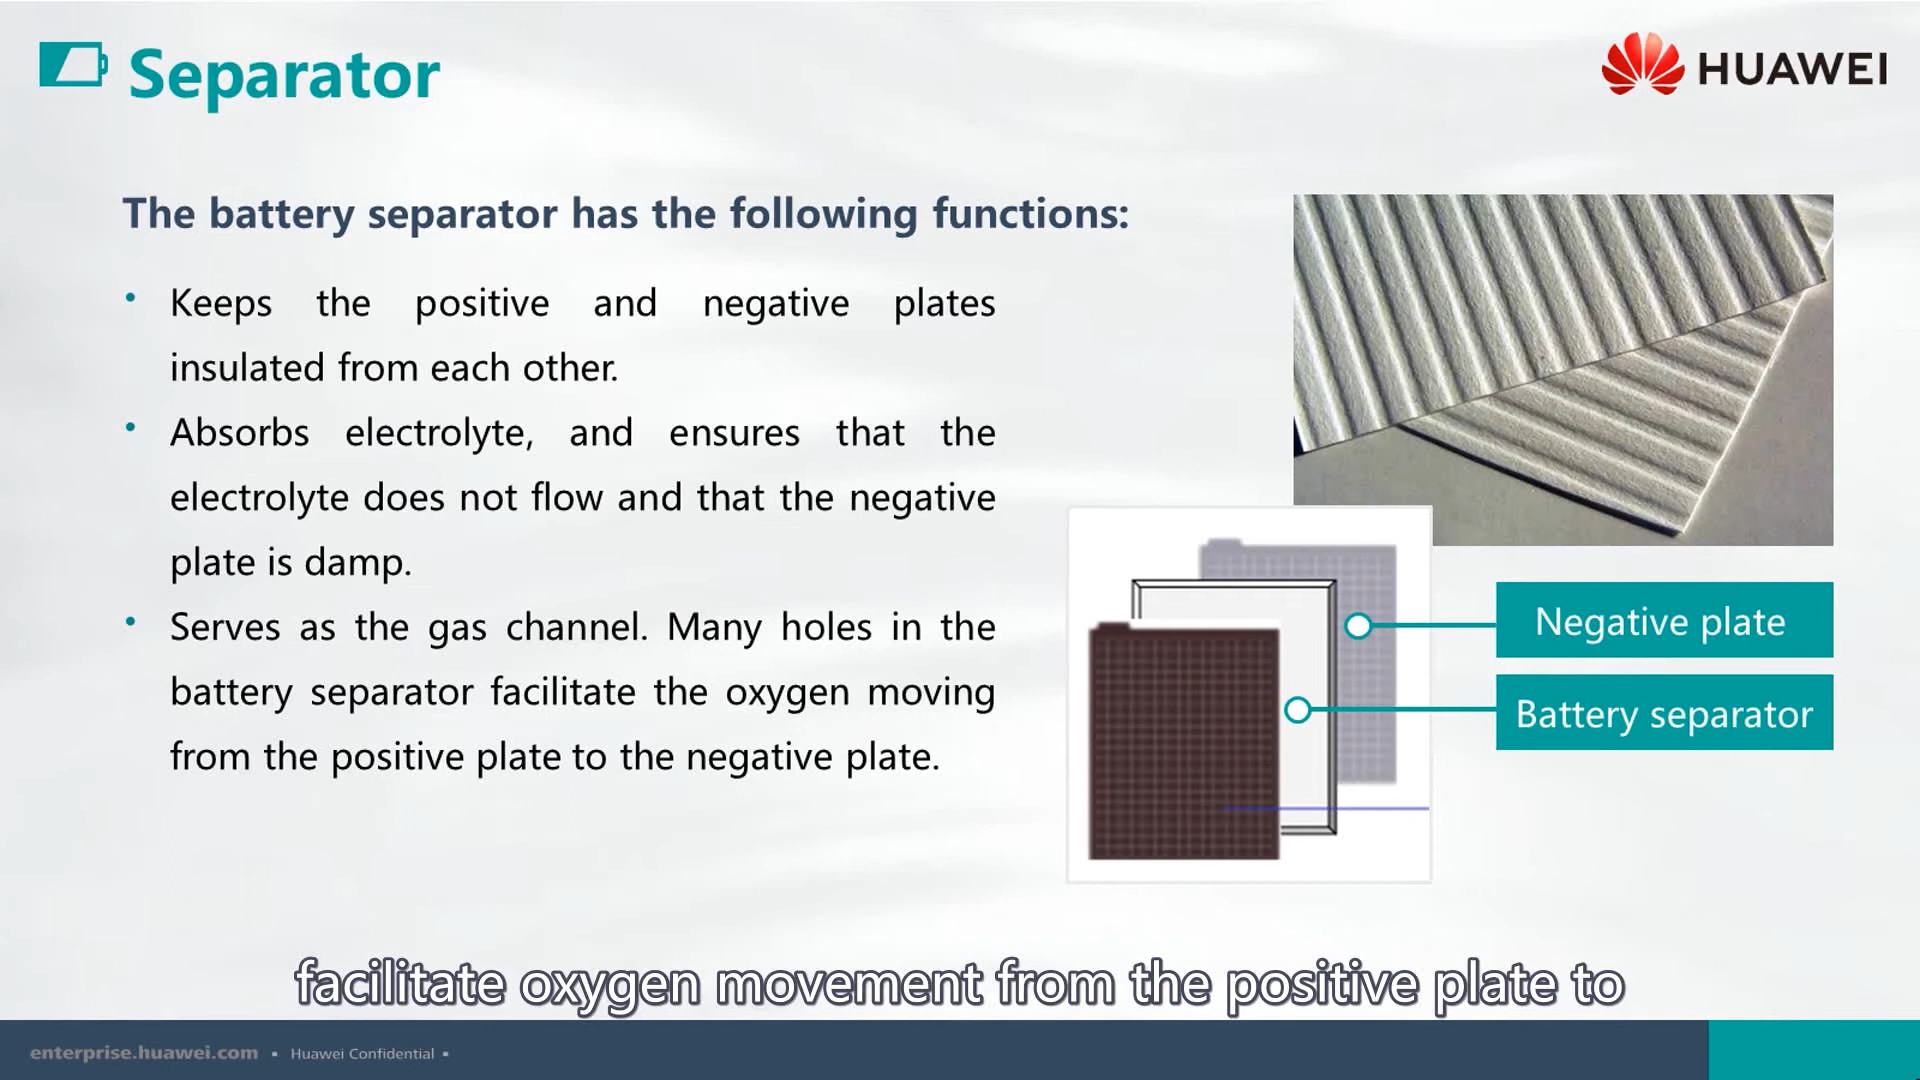 Separator
HUAWEI
The battery separator has the following functions:
• Keeps the positive and negative plates
insulated from each other.
• Absorbs electrolyte, and ensures that the
electrolyte does not flow and that the negative
plate is damp.
• Serves as the gas channel. Many holes in the
battery separator facilitate the oxygen moving
from the positive plate to the negative plate.
Negative plate
Battery separator
facilitate oxygen movement from the positive plate to
enterprise.huawei.com ▪ Huawei Confidential ▪